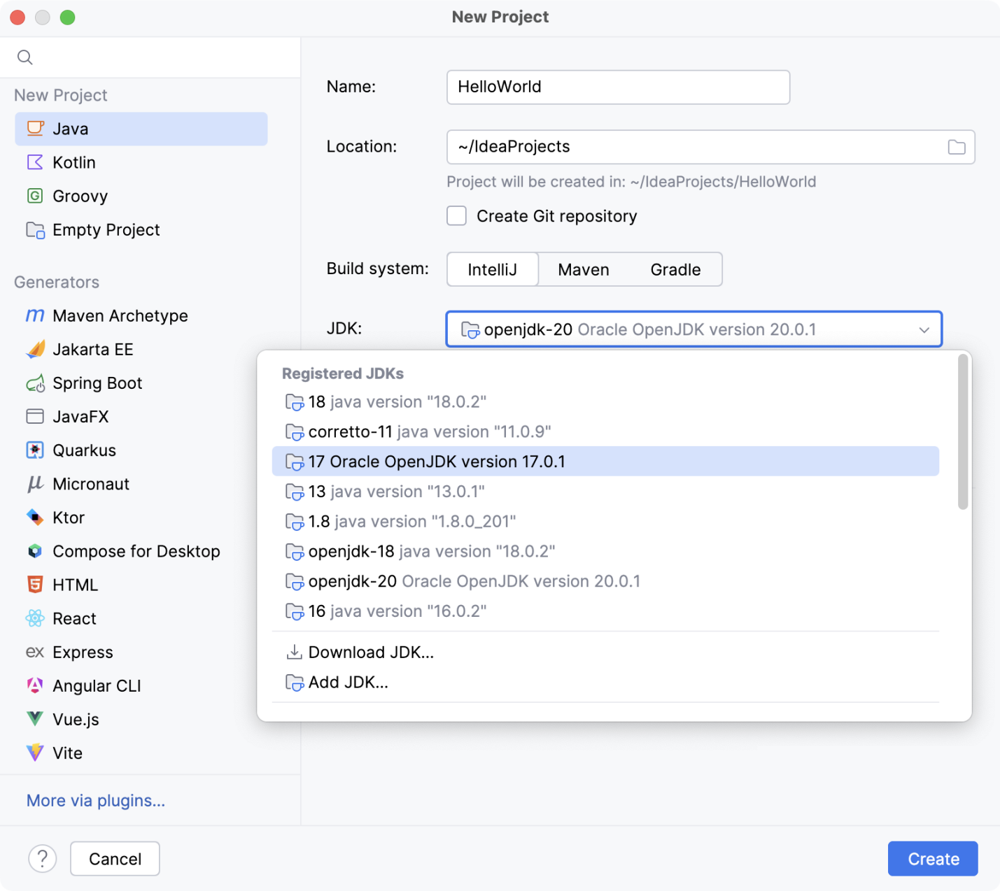 New Project
New Project
Java
Kotlin
Groovy
Empty Project
Generators
Maven Archetype
Jakarta EE
Spring Boot
JavaFX
Quarkus
Micronaut
Ktor
Compose for Desktop
HTML
React
ex Express
Angular CLI
Vue.js
Vite
More via plugins...
Name: HelloWorld
Location: ~/IdeaProjects
Project will be created in: ~/IdeaProjects/HelloWorld
Create Git repository
Build system: IntelliJ Maven Gradle
JDK: openjdk-20 Oracle OpenJDK version 20.0.1
Registered JDKs
18 java version "18.0.2"
corretto-11 java version "11.0.9"
17 Oracle OpenJDK version 17.0.1
13 java version "13.0.1"
1.8 java version "1.8.0_201"
openjdk-18 java version "18.0.2"
openjdk-20 Oracle OpenJDK version 20.0.1
16 java version "16.0.2"
Download JDK...
Add JDK...
? Cancel Create